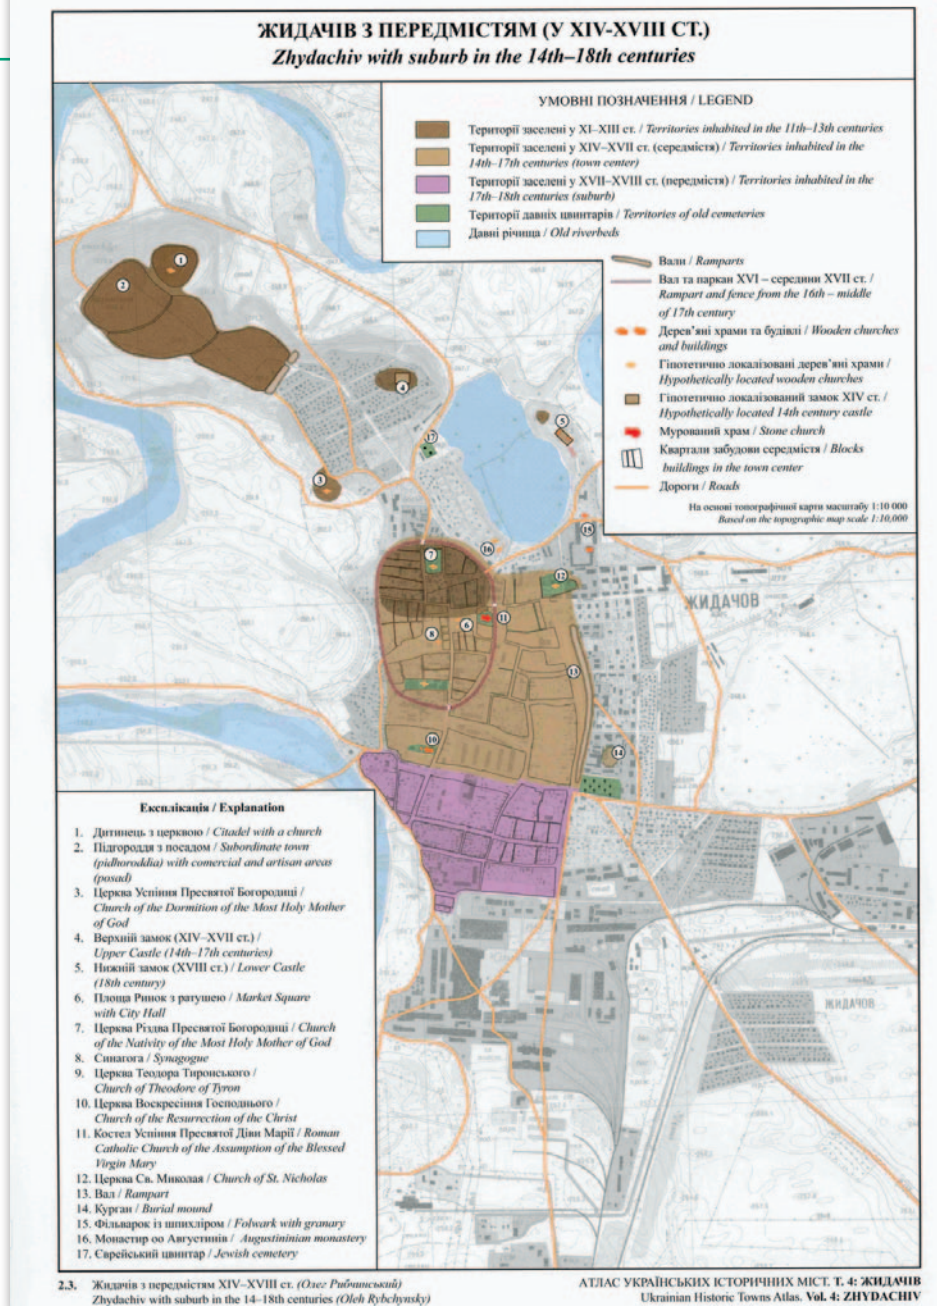 ЖИДАЧІВ З ПЕРЕДМІСТЯМ (У XIV-XVIII СТ.)
Zhydachiv with suburb in the 14th–18th centuries
УМОВНІ ПОЗНАЧЕННЯ / LEGEND
Території заселені у XI–XIII ст. / Territories inhabited in the 11th–13th centuries
Території заселені у XIV–XVII ст. (середмістя) / Territories inhabited in the
14th–17th centuries (town center)
Території заселені у XVII–XVIII ст. (передмістя) / Territories inhabited in the
17th–18th centuries (suburb)
Території давніх цвинтарів / Territories of old cemeteries
Давні річища / Old riverbeds
Вали / Ramparts
Вал та паркан XVI – середини XVII ст. /
Rampart and fence from the 16th – middle
of 17th century
Дерев'яні храми та будівлі / Wooden churches
and buildings
Гіпотетично локалізовані дерев'яні храми /
Hypothetically located wooden churches
Гіпотетично локалізований замок XIV ст. /
Hypothetically located 14th century castle
Мурований храм / Stone church
Квартали забудови середмістя / Blocks
buildings in the town center
Дороги / Roads
На основі топографічної карти масштабу 1:10 000
Based on the topographic map scale 1:10,000
1
2
4
5
17
3
15
16
7
12
ЖИДАЧОВ
11
6
8
13
10
14
Експлікація / Explanation
1. Дитинець з церквою / Citadel with a church
2. Підгороддя з посадом / Subordinate town
(pidhoroddia) with comercial and artisan areas
(posad)
3. Церква Успіння Пресвятої Богородиці /
Church of the Dormition of the Most Holy Mother
of God
4. Верхній замок (XIV–XVII ст.) /
Upper Castle (14th–17th centuries)
5. Нижній замок (XVIII ст.) / Lower Castle
(18th century)
6. Площа Ринок з ратушею / Market Square
with City Hall
7. Церква Різдва Пресвятої Богородиці / Church
of the Nativity of the Most Holy Mother of God
8. Синагога / Synagogue
9. Церква Теодора Тиронського /
Church of Theodore of Tyron
10. Церква Воскресіння Господнього /
Church of the Resurrection of the Christ
11. Костел Успіння Пресвятої Діви Марії / Roman
Catholic Church of the Assumption of the Blessed
Virgin Mary
12. Церква Св. Миколая / Church of St. Nicholas
13. Вал / Rampart
14. Курган / Burial mound
15. Фільварок із шпихліром / Folwark with granary
16. Монастир оо Августинів / Augustininian monastery
17. Єврейський цвинтар / Jewish cemetery
2.3. Жидачів з передмістям XIV–XVIII ст. (Олег Рибчинський)
Zhydachiv with suburb in the 14–18th centuries (Oleh Rybchynsky)
АТЛАС УКРАЇНСЬКИХ ІСТОРИЧНИХ МІСТ. Т. 4: ЖИДАЧІВ
Ukrainian Historic Towns Atlas. Vol. 4: ZHYDACHIV